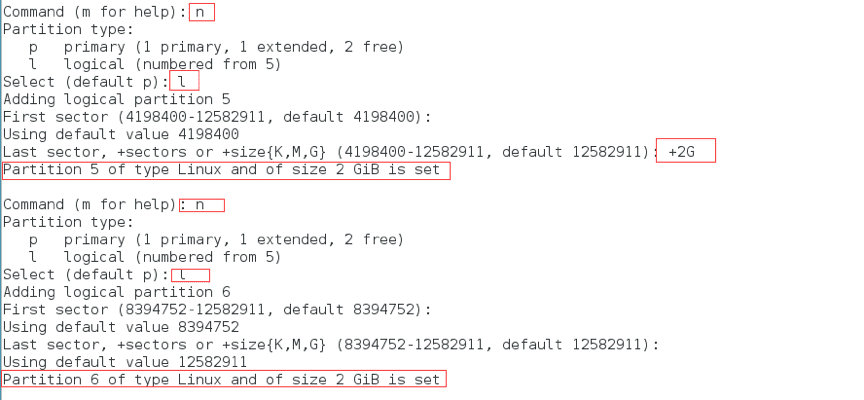 Command (m for help): n
Partition type:
   p   primary (1 primary, 1 extended, 2 free)
   l   logical (numbered from 5)
Select (default p): l
Adding logical partition 5
First sector (4198400-12582911, default 4198400):
Using default value 4198400
Last sector, +sectors or +size{K,M,G} (4198400-12582911, default 12582911): +2G
Partition 5 of type Linux and of size 2 GiB is set

Command (m for help): n
Partition type:
   p   primary (1 primary, 1 extended, 2 free)
   l   logical (numbered from 5)
Select (default p): l
Adding logical partition 6
First sector (8394752-12582911, default 8394752):
Using default value 8394752
Last sector, +sectors or +size{K,M,G} (8394752-12582911, default 12582911):
Using default value 12582911
Partition 6 of type Linux and of size 2 GiB is set